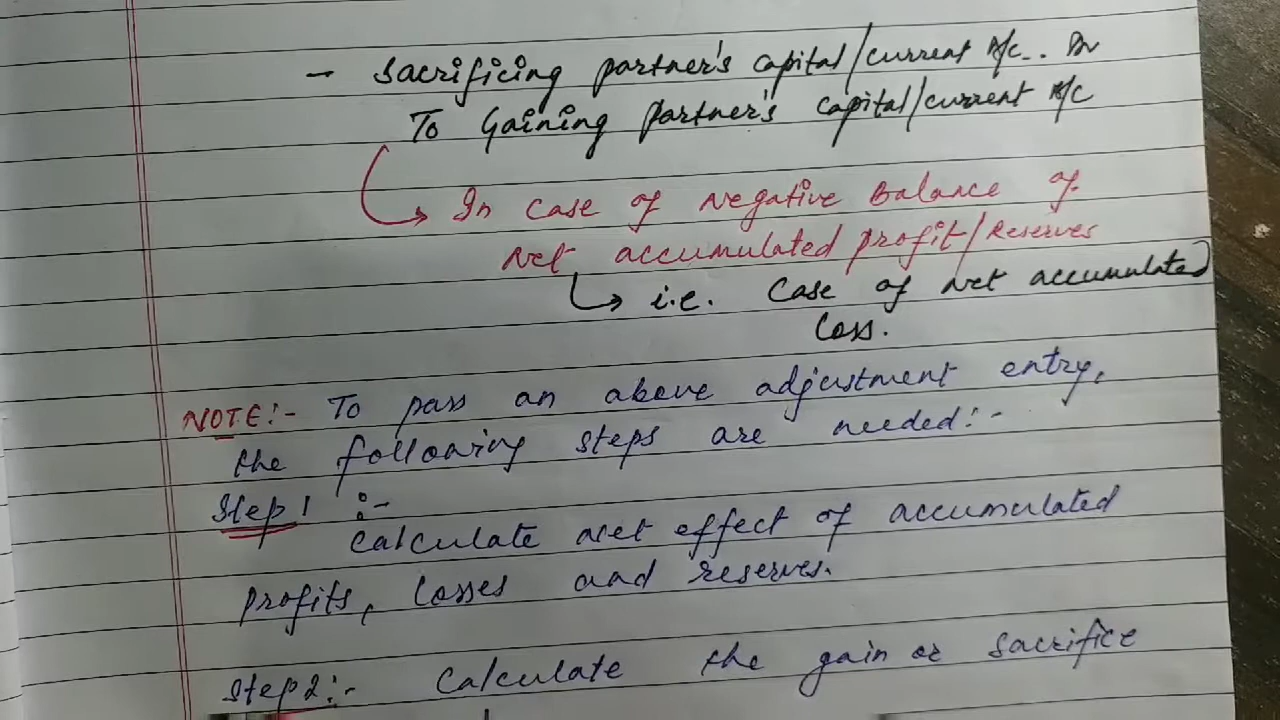 - Sacrificing partner's capital/current A/c.. Dr
To Gaining partner's capital/current A/c
In case of Negative Balance of
Net accumulated profit/Reserves
i.e. Case of Net accumulated
Loss.
NOTE:- To pass an above adjustment entry,
the following steps are needed:-
Step 1 :-
Calculate net effect of accumulated
profits, losses and reserves.
Step 2:- Calculate the gain or sacrifice